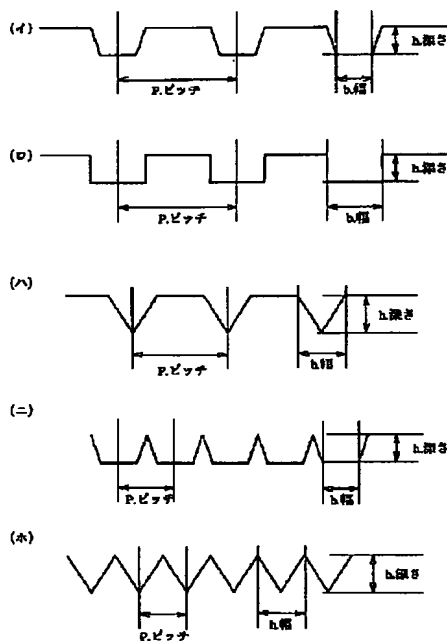 (イ)
h.深さ
P.ピッチ
b.幅
(ロ)
h.深さ
P.ピッチ
b.幅
(ハ)
h.深さ
P.ピッチ
b.幅
(ニ)
h.深さ
P.ピッチ
b.幅
(ホ)
h.深さ
P.ピッチ
b.幅